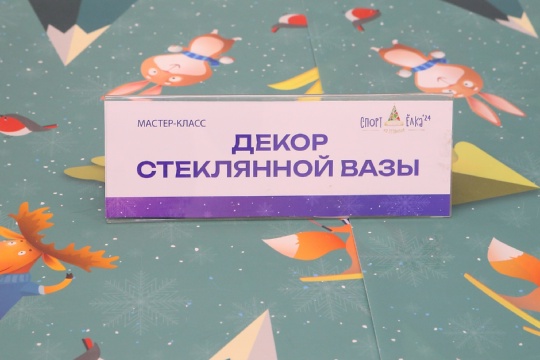 МАСТЕР-КЛАСС
СПОРТ ЁЛКА'24
ДЕКОР
СТЕКЛЯННОЙ ВАЗЫ